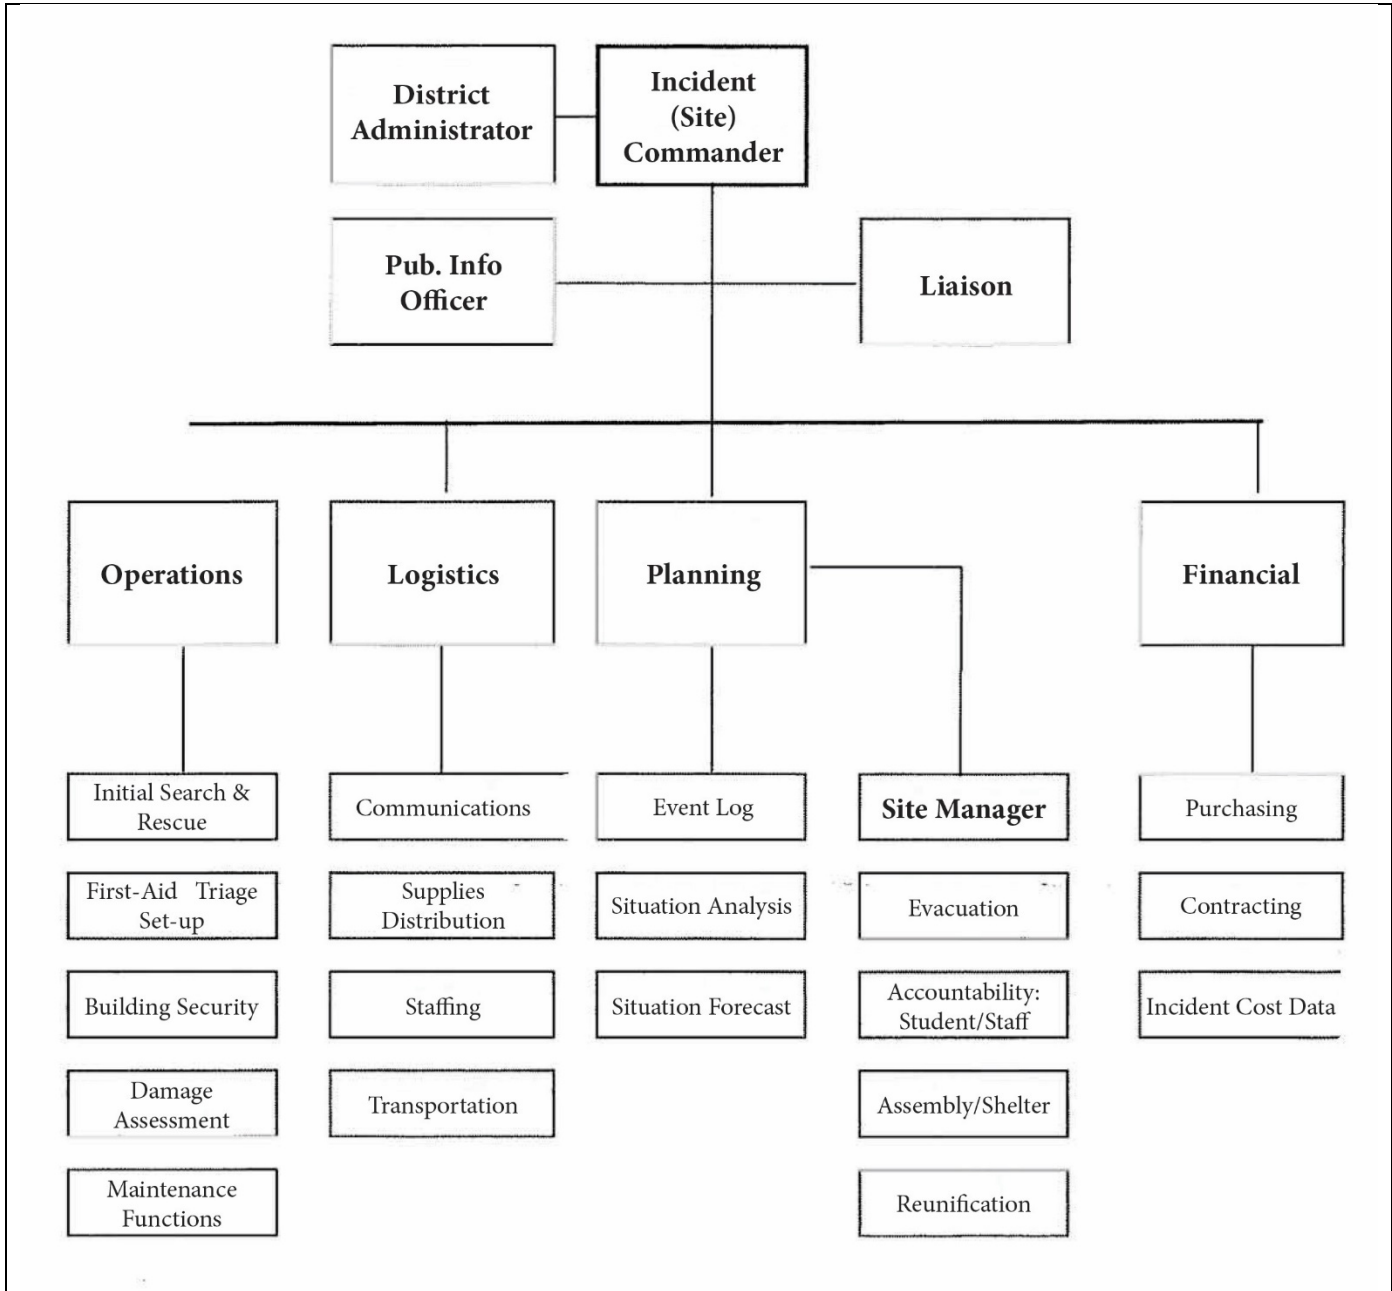 District
Administrator
Incident
(Site)
Commander
Pub. Info
Officer
Liaison
Operations
Logistics
Planning
Financial
Initial Search &
Rescue
First-Aid Triage
Set-up
Building Security
Damage
Assessment
Maintenance
Functions
Communications
Supplies
Distribution
Staffing
Transportation
Event Log
Situation Analysis
Situation Forecast
Site Manager
Evacuation
Accountability:
Student/Staff
Assembly/Shelter
Reunification
Purchasing
Contracting
Incident Cost Data